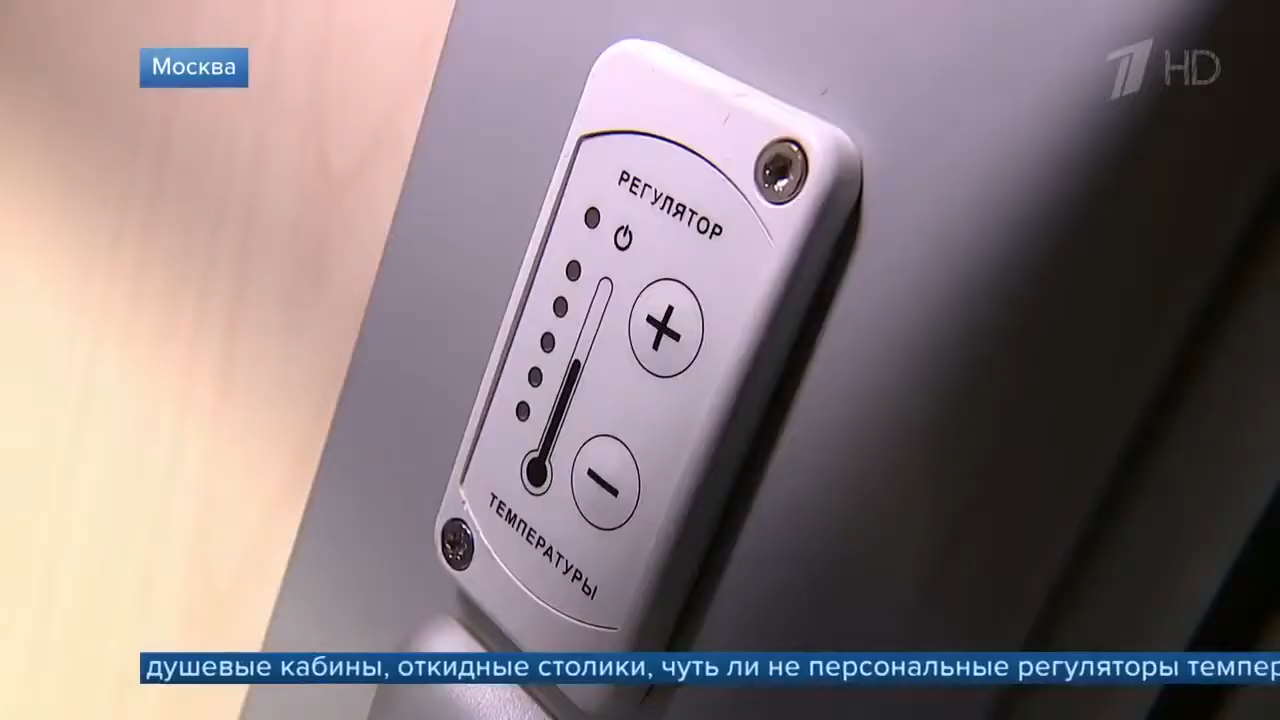 Москва
1 HD
РЕГУЛЯТОР
ТЕМПЕРАТУРЫ
душевые кабины, откидные столики, чуть ли не персональные регуляторы темпер